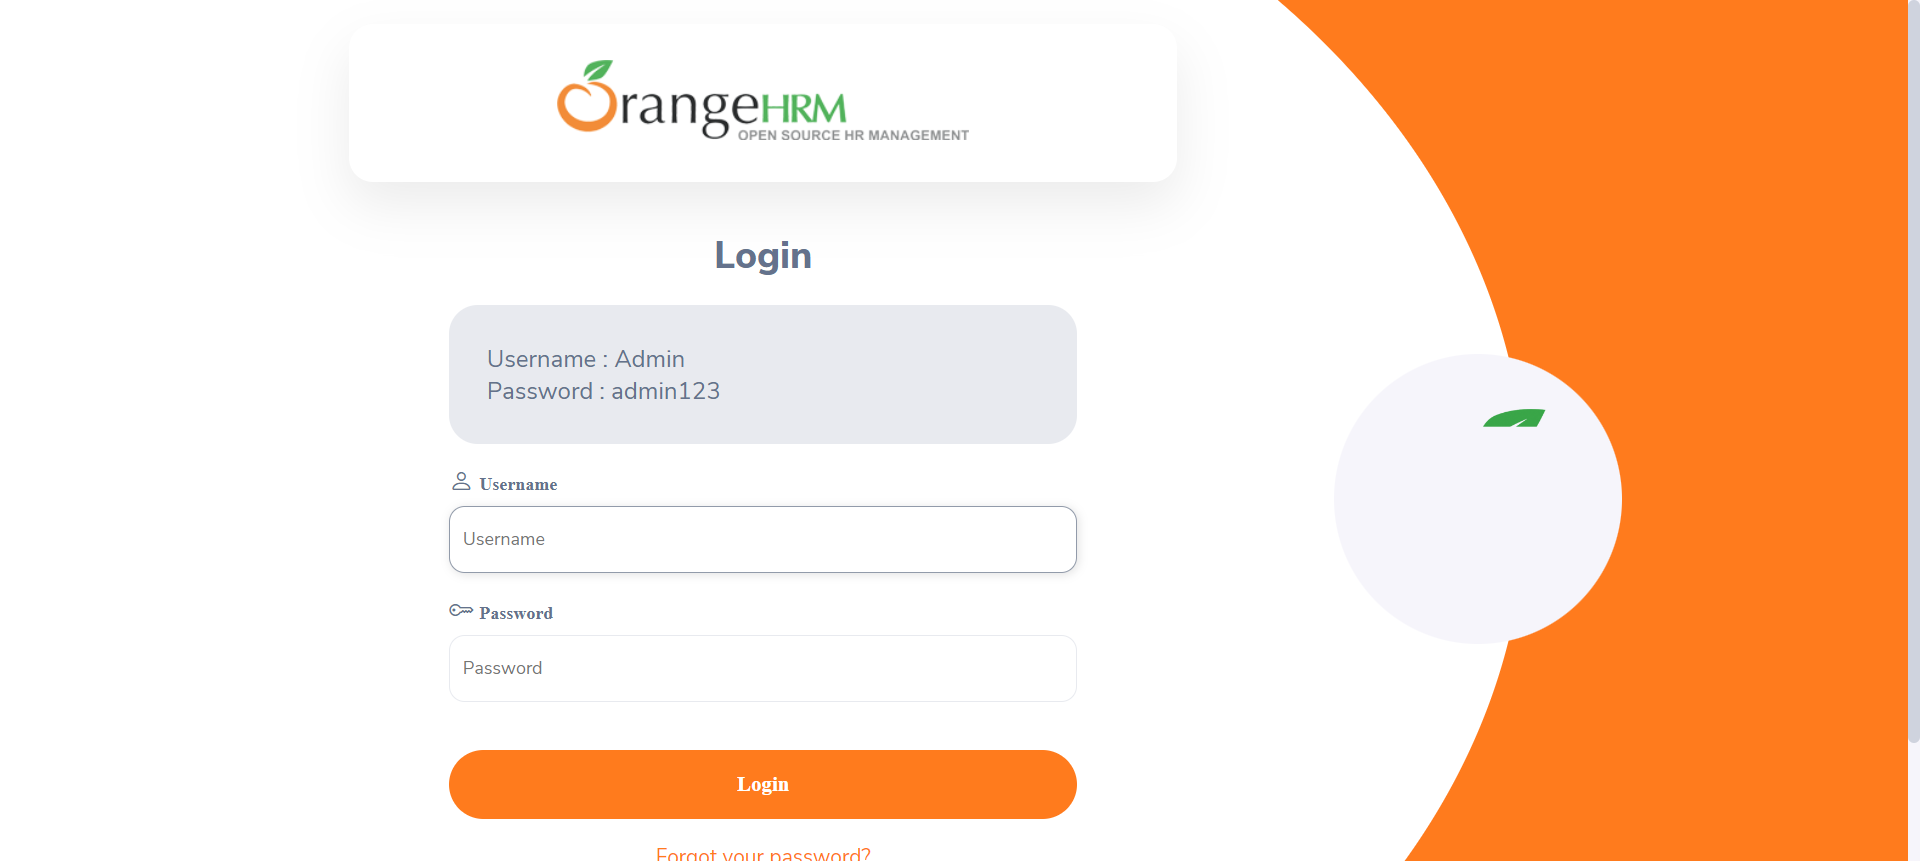 OrangeHRM
OPEN SOURCE HR MANAGEMENT
Login
Username : Admin
Password : admin123
Username
Username
Password
Password
Login
Forgot your password?